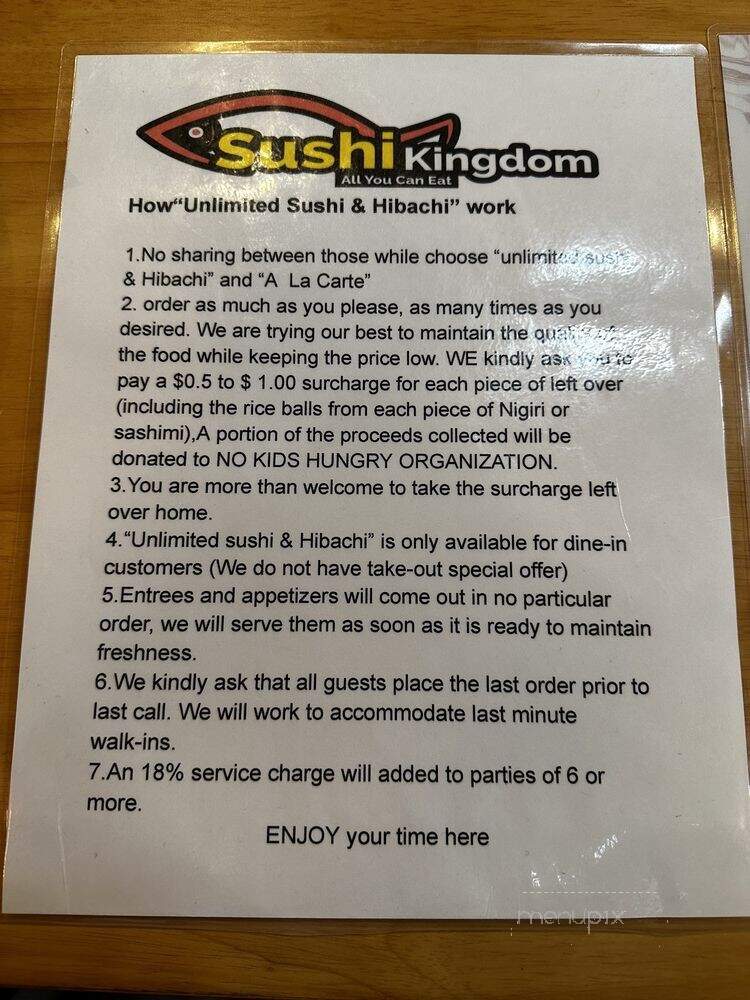 Sushi Kingdom
All You Can Eat
How“Unlimited Sushi & Hibachi” work
1.No sharing between those while choose “unlimited sushi
& Hibachi” and “A La Carte”
2. order as much as you please, as many times as you
desired. We are trying our best to maintain the quality of
the food while keeping the price low. WE kindly ask you to
pay a $0.5 to $ 1.00 surcharge for each piece of left over
(including the rice balls from each piece of Nigiri or
sashimi),A portion of the proceeds collected will be
donated to NO KIDS HUNGRY ORGANIZATION.
3.You are more than welcome to take the surcharge left
over home.
4.“Unlimited sushi & Hibachi” is only available for dine-in
customers (We do not have take-out special offer)
5.Entrees and appetizers will come out in no particular
order, we will serve them as soon as it is ready to maintain
freshness.
6.We kindly ask that all guests place the last order prior to
last call. We will work to accommodate last minute
walk-ins.
7.An 18% service charge will added to parties of 6 or
more.
ENJOY your time here
menupix